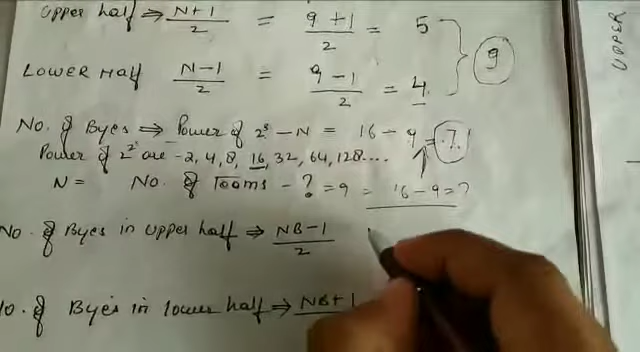 Upper half ⇒ N+1/2 = 9+1/2 = 5
LOWER Half N-1/2 = 9-1/2 = 4 } 9
UPPER
No. of Byes ⇒ Power of 2's - N = 16 - 9 = 7
Power of 2's are - 2, 4, 8, 16, 32, 64, 128....
N = No. of Teams - ? = 9 = 16-9=7
No. of Byes in Upper half ⇒ NB-1/2
No. of Byes in lower half → NB+1